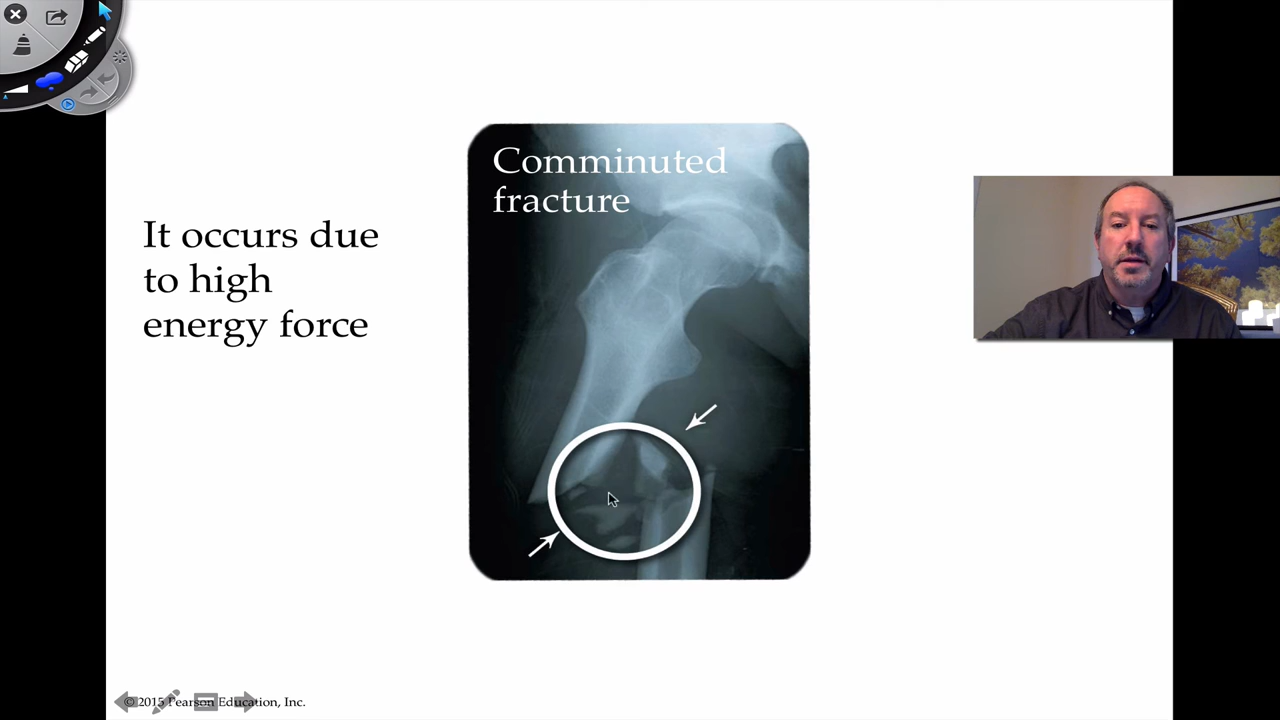 Comminuted
fracture
It occurs due
to high
energy force
© 2015 Pearson Education, Inc.